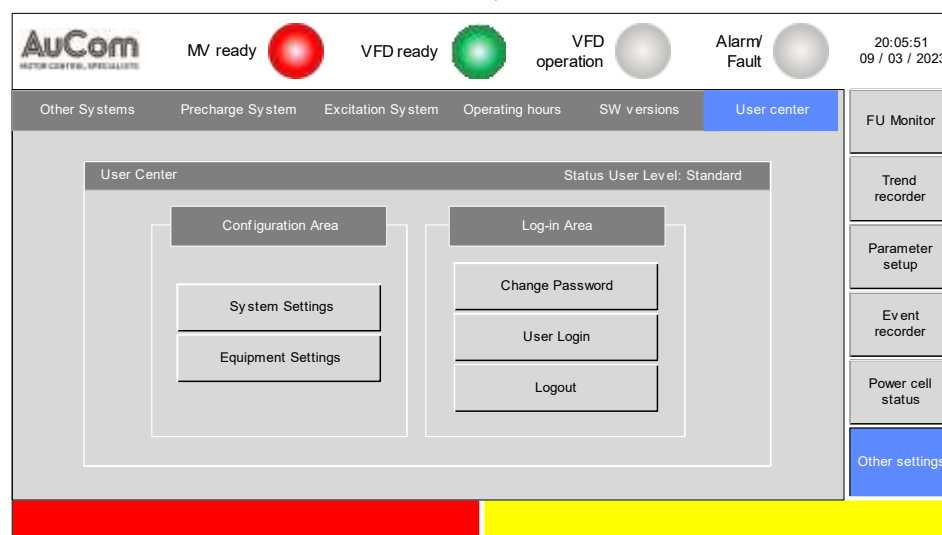 AuCom
MOTOR CONTROL SPECIALISTS
MV ready
VFD ready
VFD
operation
Alarm/
Fault
20:05:51
09 / 03 / 2023
Other Systems
Precharge System
Excitation System
Operating hours
SW versions
User center
FU Monitor
Trend
recorder
Parameter
setup
Event
recorder
Power cell
status
Other settings
User Center
Status User Level: Standard
Configuration Area
System Settings
Equipment Settings
Log-in Area
Change Password
User Login
Logout